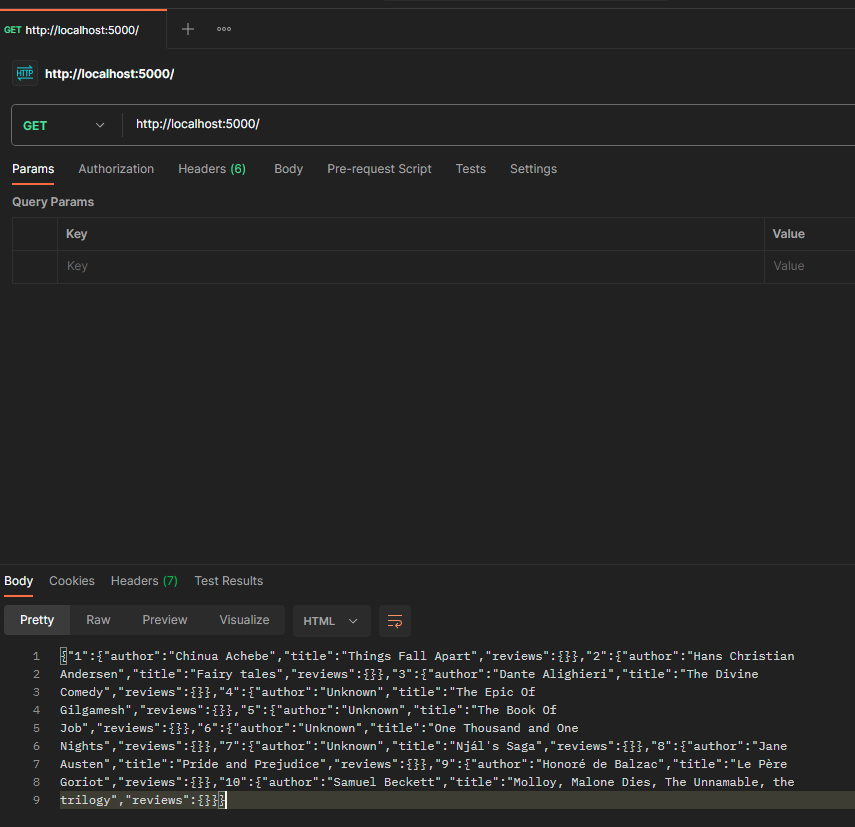 GET http://localhost:5000/
HTTP http://localhost:5000/
GET http://localhost:5000/
Params Authorization Headers (6) Body Pre-request Script Tests Settings
Query Params
Key Value
Key Value
Body Cookies Headers (7) Test Results
Pretty Raw Preview Visualize HTML
1 {"1":{"author":"Chinua Achebe","title":"Things Fall Apart","reviews":{}},"2":{"author":"Hans Christian
2 Andersen","title":"Fairy tales","reviews":{}},"3":{"author":"Dante Alighieri","title":"The Divine
3 Comedy","reviews":{}},"4":{"author":"Unknown","title":"The Epic Of
4 Gilgamesh","reviews":{}},"5":{"author":"Unknown","title":"The Book Of
5 Job","reviews":{}},"6":{"author":"Unknown","title":"One Thousand and One
6 Nights","reviews":{}},"7":{"author":"Unknown","title":"Njál's Saga","reviews":{}},"8":{"author":"Jane
7 Austen","title":"Pride and Prejudice","reviews":{}},"9":{"author":"Honoré de Balzac","title":"Le Père
8 Goriot","reviews":{}},"10":{"author":"Samuel Beckett","title":"Molloy, Malone Dies, The Unnamable, the
9 trilogy","reviews":{}}}